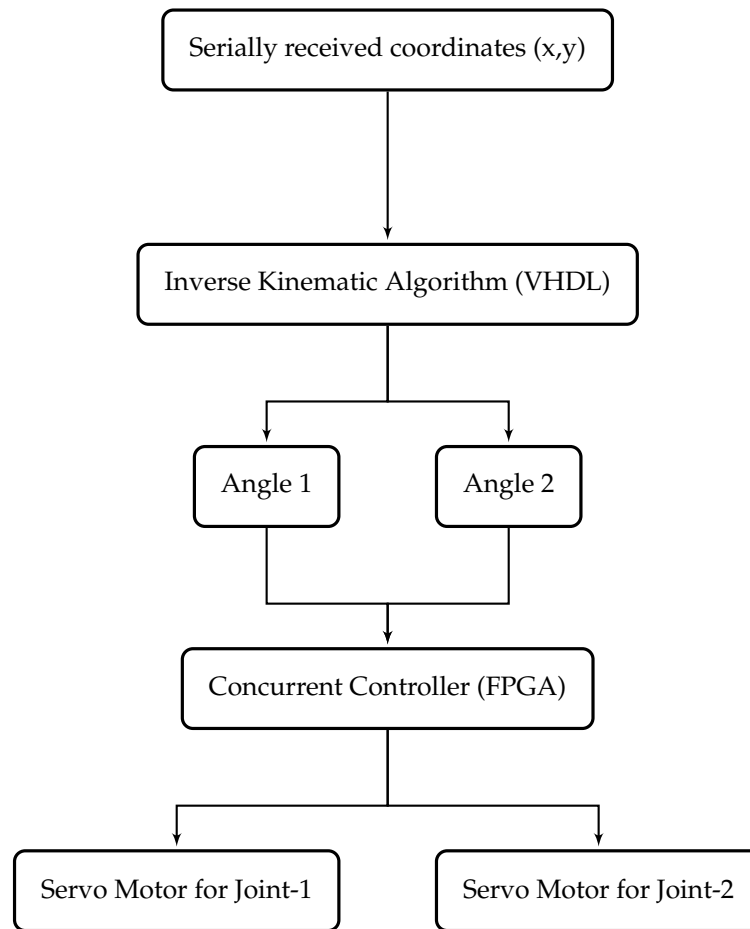 Serially received coordinates (x,y)
Inverse Kinematic Algorithm (VHDL)
Angle 1
Angle 2
Concurrent Controller (FPGA)
Servo Motor for Joint-1
Servo Motor for Joint-2